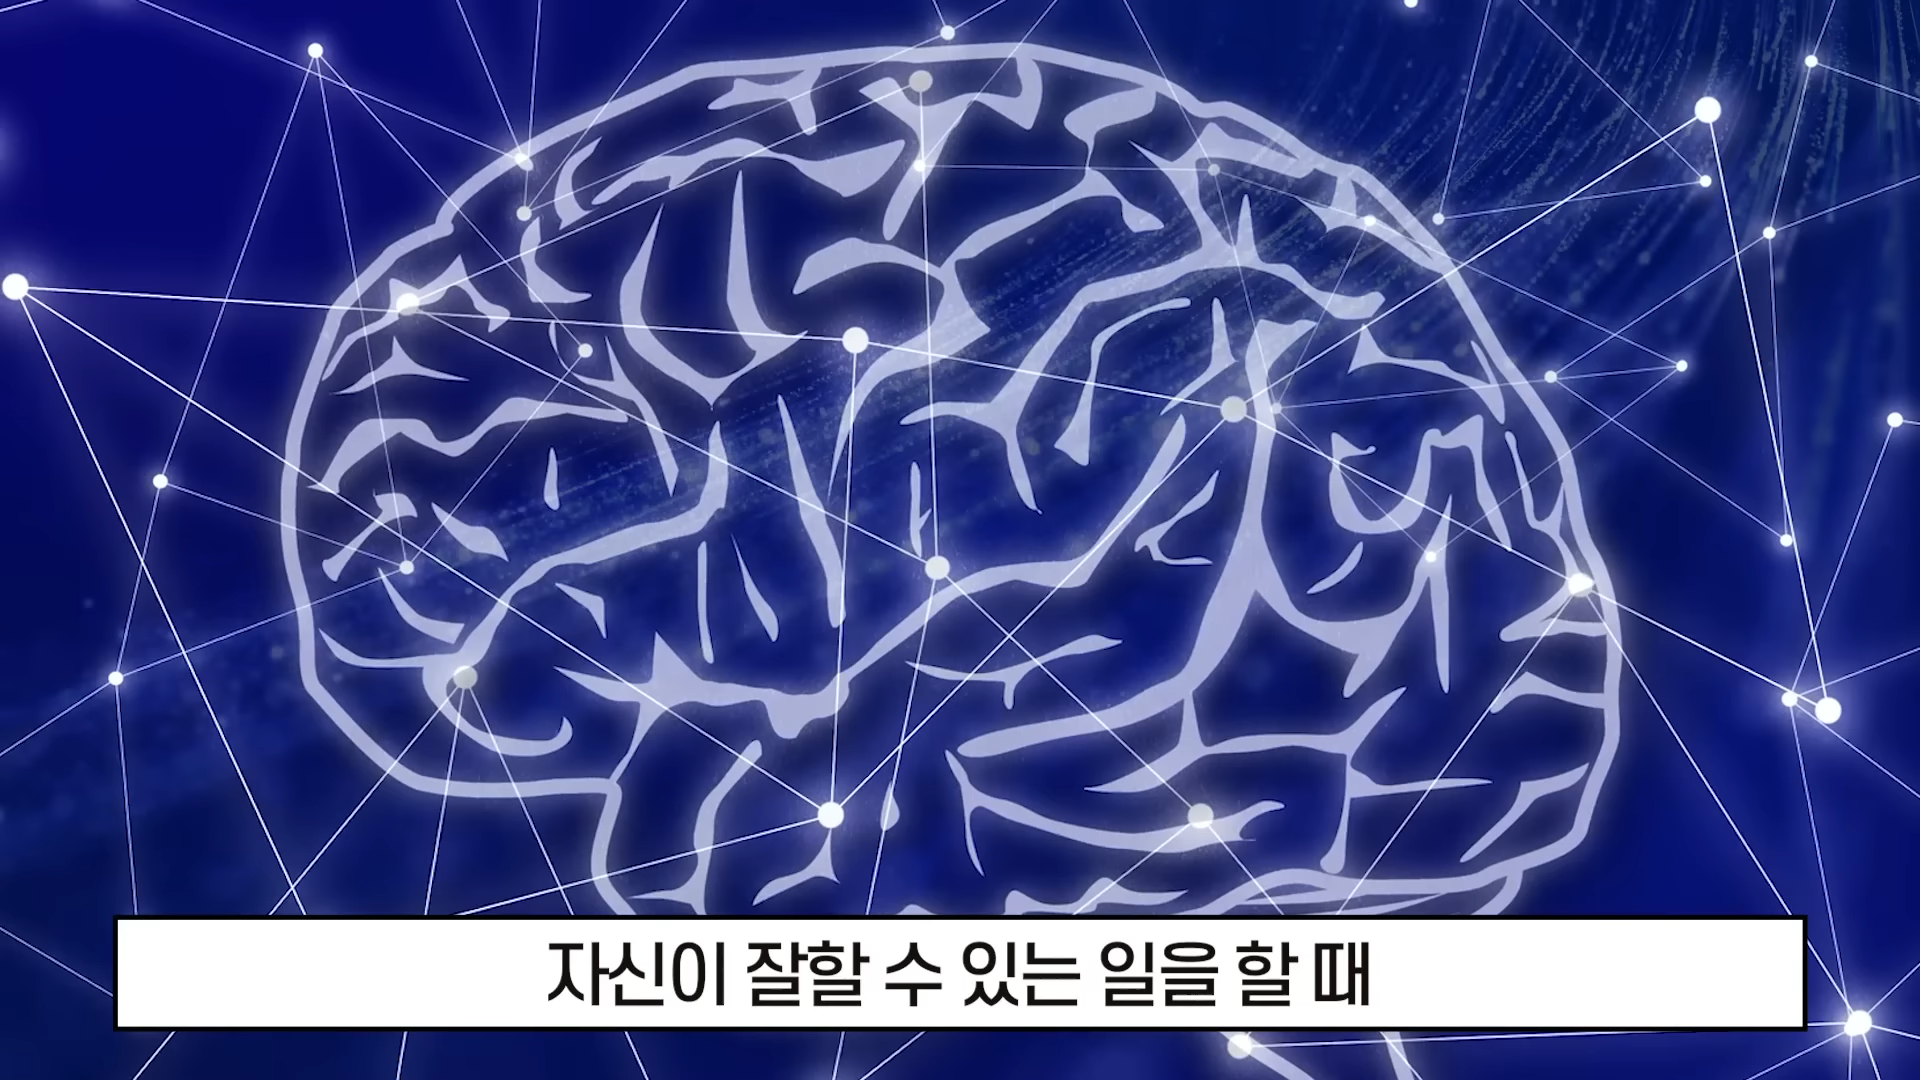 자신이 잘할 수 있는 일을 할 때